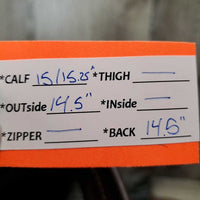 *CALF 15/15.25" *THIGH —
*OUTside 14.5" *INside —
*ZIPPER — *BACK 14.5"